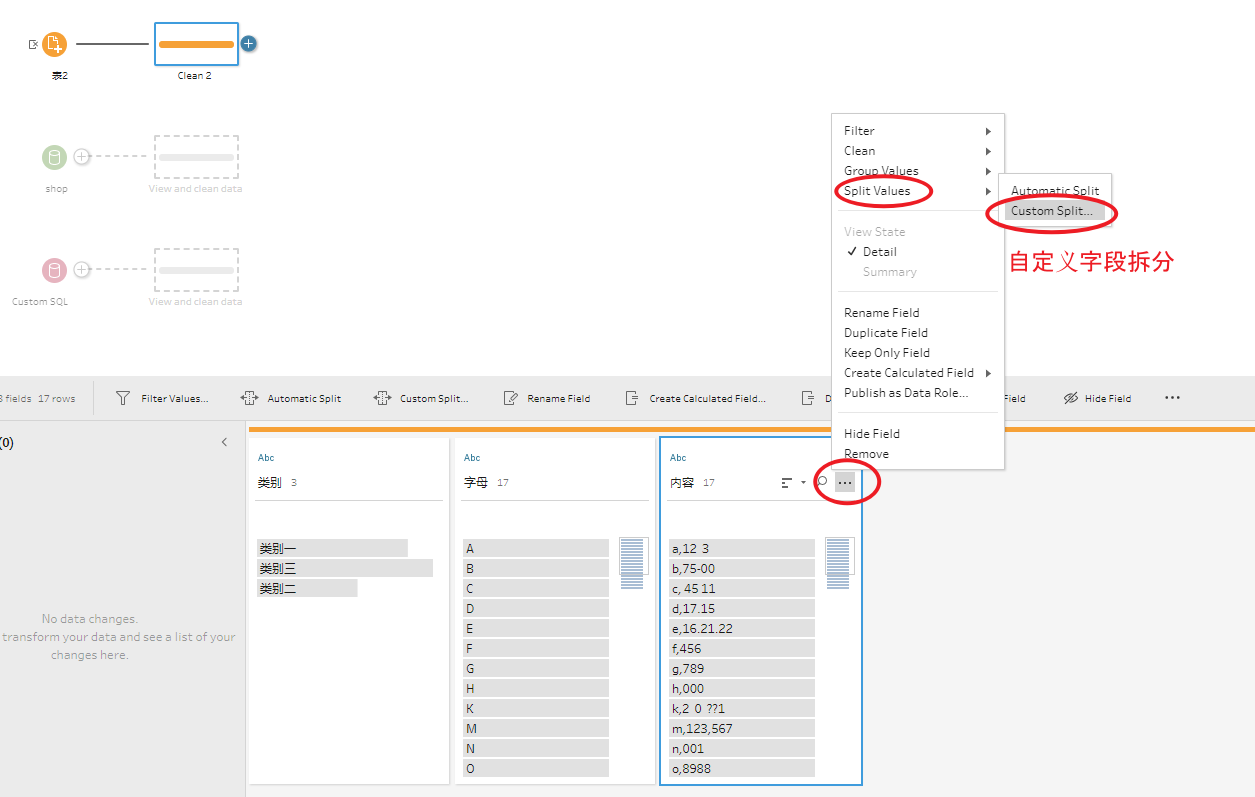 表2
Clean 2
shop
View and clean data
Custom SQL
View and clean data
Filter
Clean
Group Values
Split Values
Automatic Split
Custom Split...
自定义字段拆分
View State
✓ Detail
Summary
Rename Field
Duplicate Field
Keep Only Field
Create Calculated Field
Publish as Data Role...
Hide Field
Remove
fields 17 rows
Filter Values...
Automatic Split
Custom Split...
Rename Field
Create Calculated Field...
D
ield
Hide Field
...
(0)
No data changes.
transform your data and see a list of your
changes here.
Abc
类别 3
类别一
类别三
类别二
Abc
字母 17
A
B
C
D
E
F
G
H
K
M
N
O
Abc
内容 17
...
a,12 3
b,75-00
c, 45 11
d,17.15
e,16.21.22
f,456
g,789
h,000
k,2 0 ??1
m,123,567
n,001
o,8988